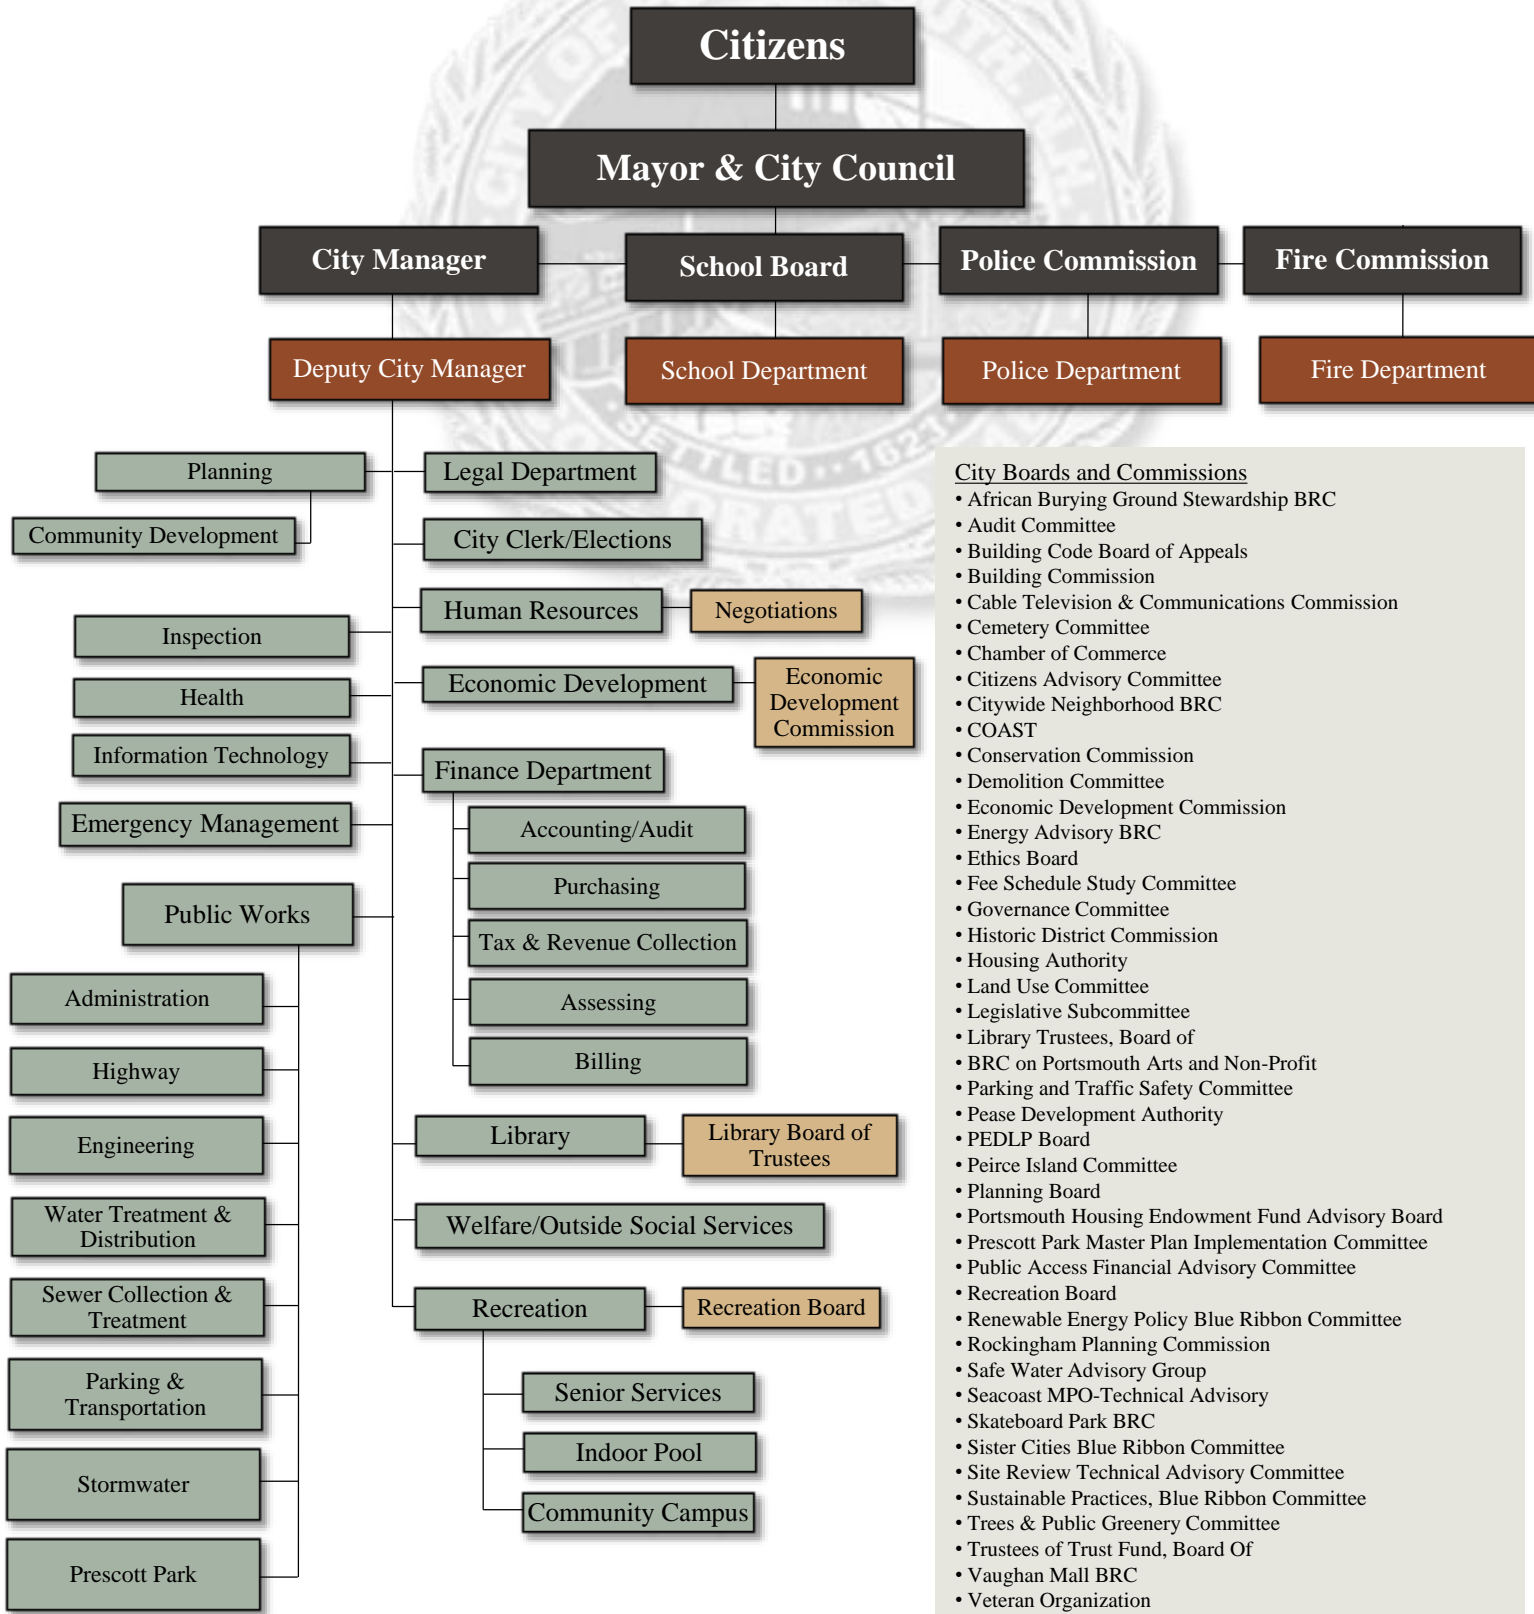 Citizens
Mayor & City Council
City Manager
School Board
Police Commission
Fire Commission
Deputy City Manager
School Department
Police Department
Fire Department
Planning
Community Development
Legal Department
City Clerk/Elections
Human Resources
Negotiations
Inspection
Economic Development
Economic
Development
Commission
Health
Information Technology
Emergency Management
Finance Department
Accounting/Audit
Purchasing
Tax & Revenue Collection
Assessing
Billing
Public Works
Administration
Highway
Engineering
Water Treatment &
Distribution
Sewer Collection &
Treatment
Parking &
Transportation
Stormwater
Prescott Park
Library
Library Board of
Trustees
Welfare/Outside Social Services
Recreation
Recreation Board
Senior Services
Indoor Pool
Community Campus
City Boards and Commissions
• African Burying Ground Stewardship BRC
• Audit Committee
• Building Code Board of Appeals
• Building Commission
• Cable Television & Communications Commission
• Cemetery Committee
• Chamber of Commerce
• Citizens Advisory Committee
• Citywide Neighborhood BRC
• COAST
• Conservation Commission
• Demolition Committee
• Economic Development Commission
• Energy Advisory BRC
• Ethics Board
• Fee Schedule Study Committee
• Governance Committee
• Historic District Commission
• Housing Authority
• Land Use Committee
• Legislative Subcommittee
• Library Trustees, Board of
• BRC on Portsmouth Arts and Non-Profit
• Parking and Traffic Safety Committee
• Pease Development Authority
• PEDLP Board
• Peirce Island Committee
• Planning Board
• Portsmouth Housing Endowment Fund Advisory Board
• Prescott Park Master Plan Implementation Committee
• Public Access Financial Advisory Committee
• Recreation Board
• Renewable Energy Policy Blue Ribbon Committee
• Rockingham Planning Commission
• Safe Water Advisory Group
• Seacoast MPO-Technical Advisory
• Skateboard Park BRC
• Sister Cities Blue Ribbon Committee
• Site Review Technical Advisory Committee
• Sustainable Practices, Blue Ribbon Committee
• Trees & Public Greenery Committee
• Trustees of Trust Fund, Board Of
• Vaughan Mall BRC
• Veteran Organization
CITY OF
N.H.
SETTLED